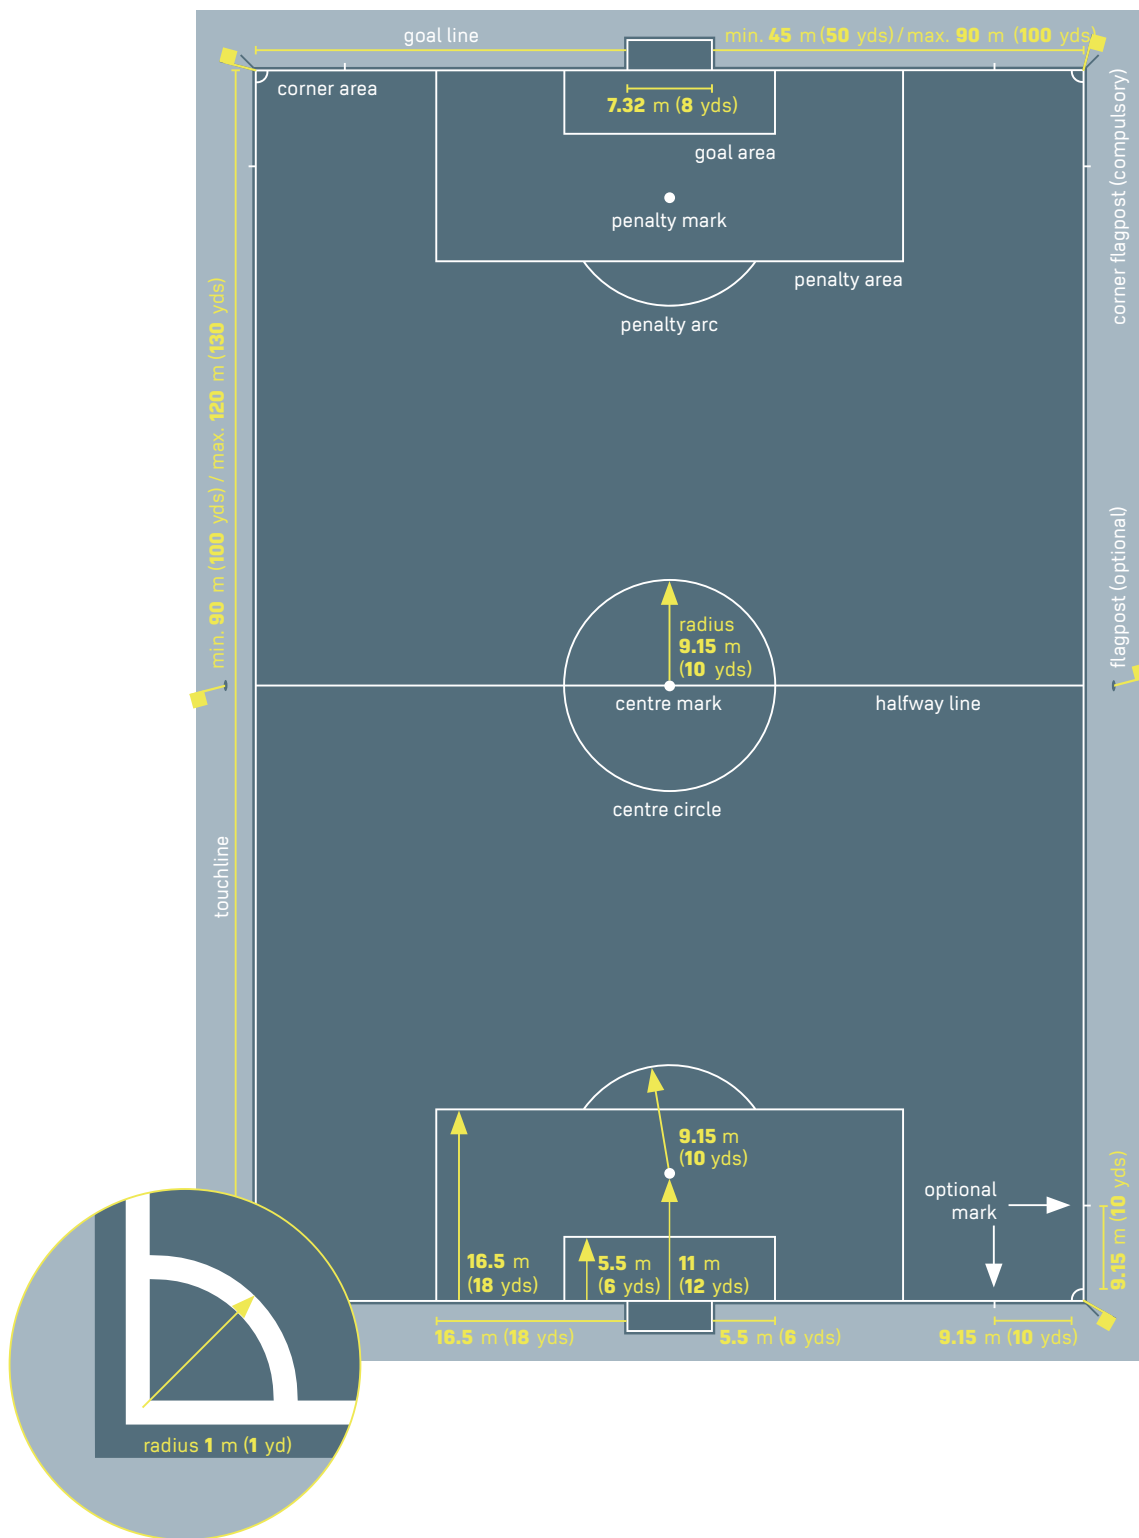 goal line
min. 45 m (50 yds) / max. 90 m (100 yds)
corner area
7.32 m (8 yds)
goal area
penalty mark
penalty area
penalty arc
corner flagpost (compulsory)
min. 90 m (100 yds) / max. 120 m (130 yds)
flagpost (optional)
radius
9.15 m
(10 yds)
centre mark
halfway line
centre circle
touchline
9.15 m
(10 yds)
optional
mark
9.15 m (10 yds)
16.5 m
(18 yds)
5.5 m
(6 yds)
11 m
(12 yds)
16.5 m (18 yds)
5.5 m (6 yds)
9.15 m (10 yds)
radius 1 m (1 yd)